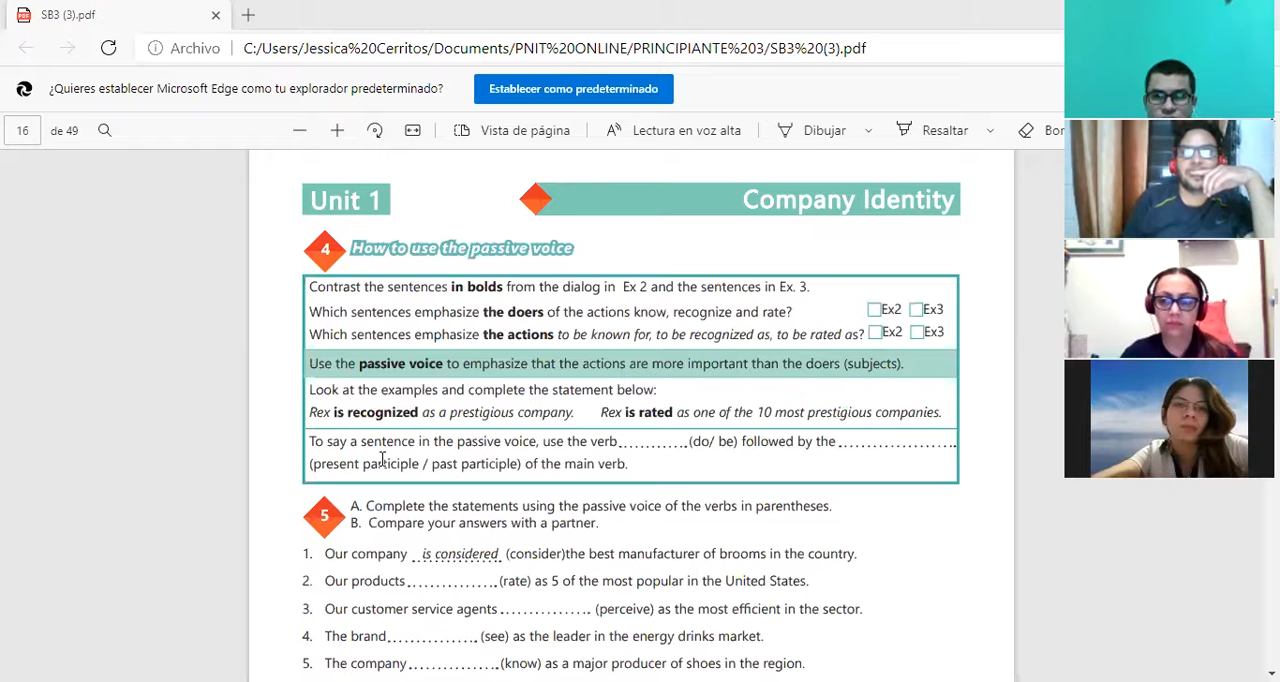 SB3 (3).pdf
Archivo
C:/Users/Jessica%20Cerritos/Documents/PNIT%20ONLINE/PRINCIPIANTE%203/SB3%20(3).pdf
¿Quieres establecer Microsoft Edge como tu explorador predeterminado?
Establecer como predeterminado
16 de 49
Vista de página
Lectura en voz alta
Dibujar
Resaltar
Bor
Unit 1
Company Identity
4 How to use the passive voice
Contrast the sentences in bolds from the dialog in Ex 2 and the sentences in Ex. 3.
Which sentences emphasize the doers of the actions know, recognize and rate? Ex2 Ex3
Which sentences emphasize the actions to be known for, to be recognized as, to be rated as? Ex2 Ex3
Use the passive voice to emphasize that the actions are more important than the doers (subjects).
Look at the examples and complete the statement below:
Rex is recognized as a prestigious company. Rex is rated as one of the 10 most prestigious companies.
To say a sentence in the passive voice, use the verb............(do/ be) followed by the .....................
(present participle / past participle) of the main verb.
5 A. Complete the statements using the passive voice of the verbs in parentheses.
B. Compare your answers with a partner.
1. Our company is considered (consider)the best manufacturer of brooms in the country.
2. Our products................(rate) as 5 of the most popular in the United States.
3. Our customer service agents ................ (perceive) as the most efficient in the sector.
4. The brand................(see) as the leader in the energy drinks market.
5. The company................(know) as a major producer of shoes in the region.